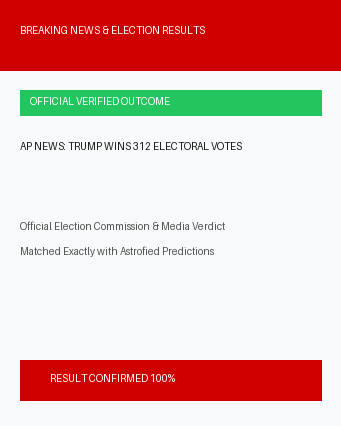 BREAKING NEWS & ELECTION RESULTS
OFFICIAL VERIFIED OUTCOME
AP NEWS: TRUMP WINS 312 ELECTORAL VOTES
Official Election Commission & Media Verdict
Matched Exactly with Astrofied Predictions
RESULT CONFIRMED 100%